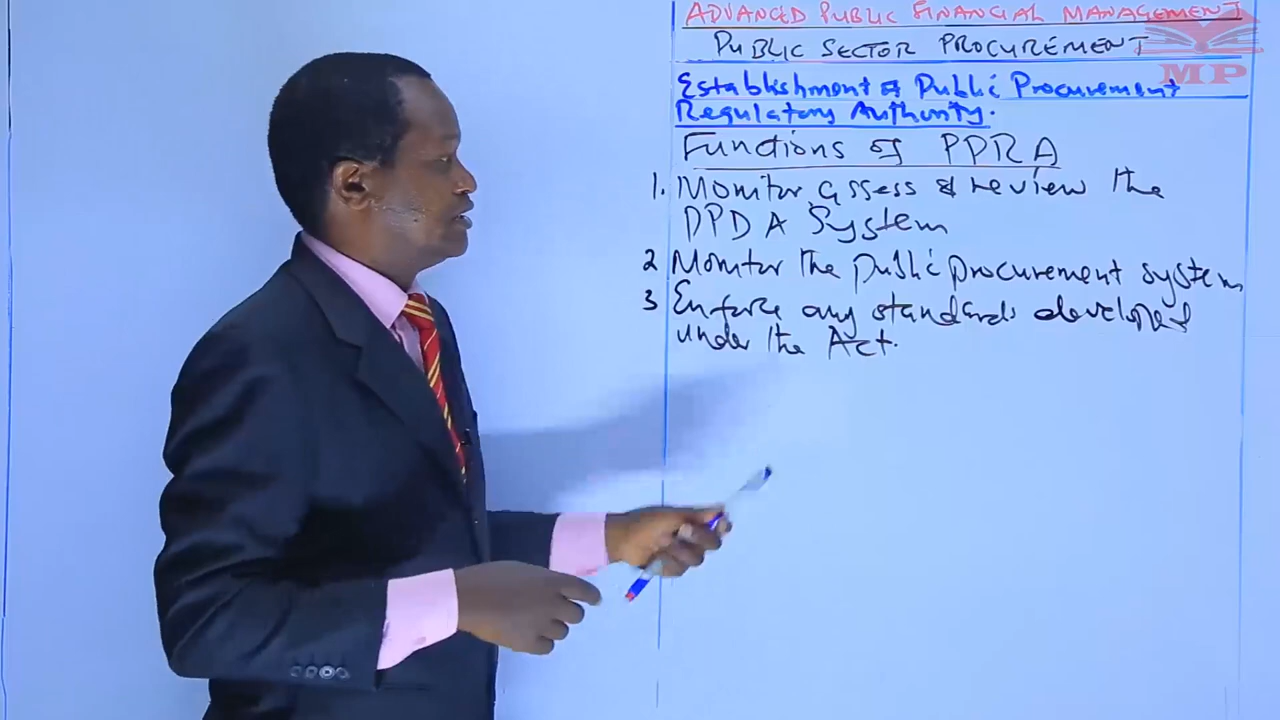 ADVANCED PUBLIC FINANCIAL MANAGEMENT
PUBLIC SECTOR PROCUREMENT
MP
Establishment of Public Procurement
Regulatory Authority.
Functions of PPRA
1. Monitor, assess & review the
PPDA System
2 Monitor the public procurement system
3 Enforce any standards developed
under the Act.